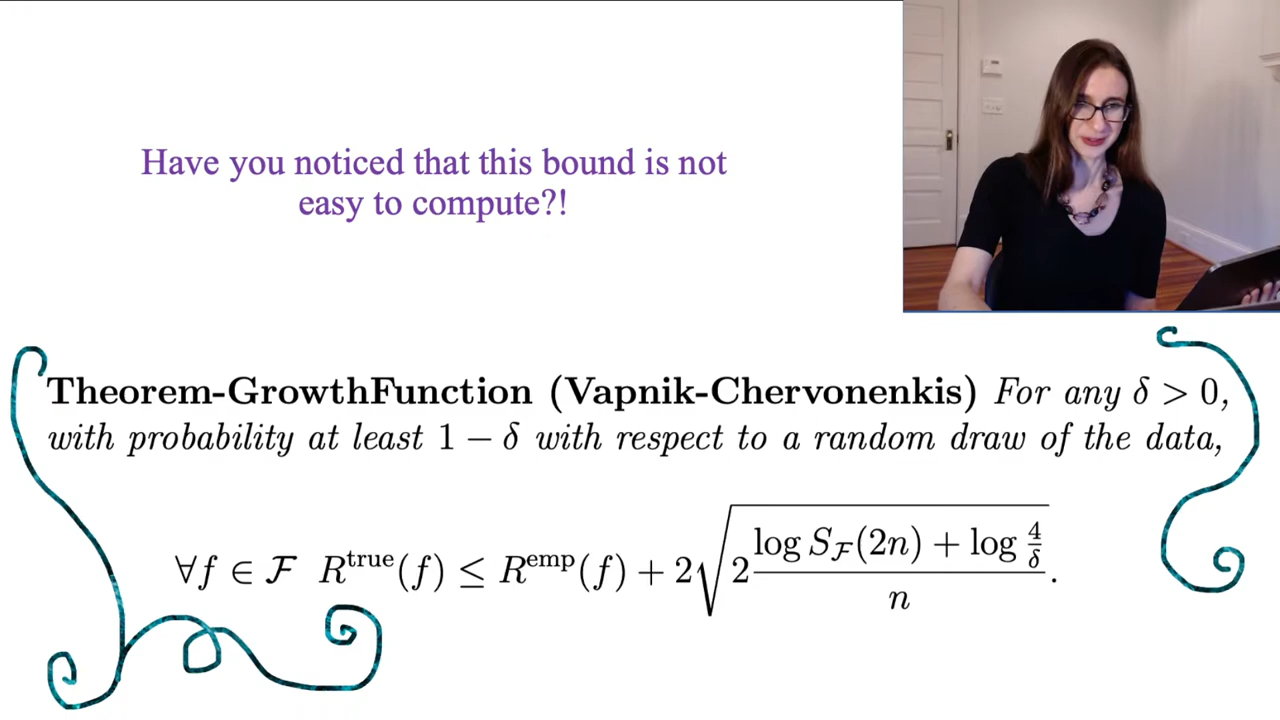 Have you noticed that this bound is not
easy to compute?!
Theorem-GrowthFunction (Vapnik-Chervonenkis) For any δ > 0,
with probability at least 1 − δ with respect to a random draw of the data,
∀f ∈ ℱ R^true(f) ≤ R^emp(f) + 2√(2 (log S_ℱ(2n) + log 4/δ) / n).